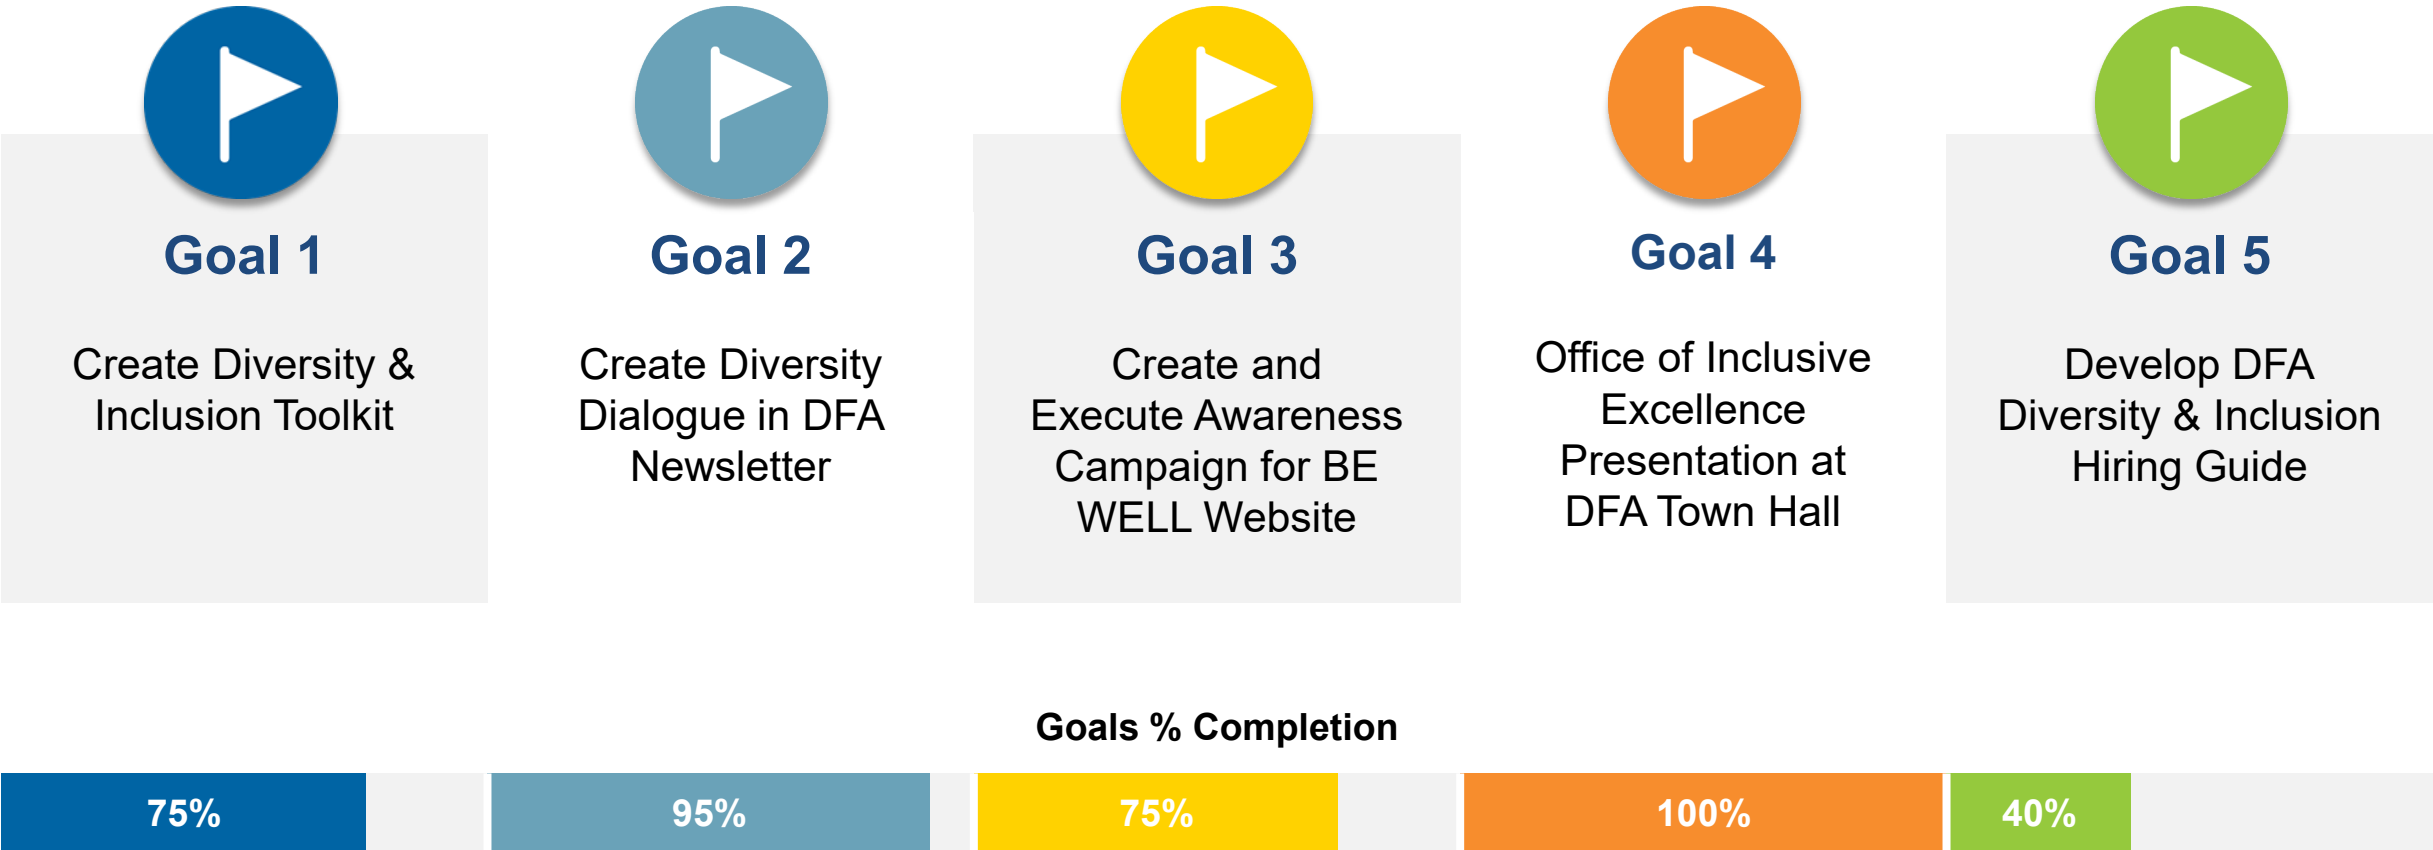 Goal 1
Create Diversity &
Inclusion Toolkit
Goal 2
Create Diversity
Dialogue in DFA
Newsletter
Goal 3
Create and
Execute Awareness
Campaign for BE
WELL Website
Goal 4
Office of Inclusive
Excellence
Presentation at
DFA Town Hall
Goal 5
Develop DFA
Diversity & Inclusion
Hiring Guide
Goals % Completion
75%
95%
75%
100%
40%